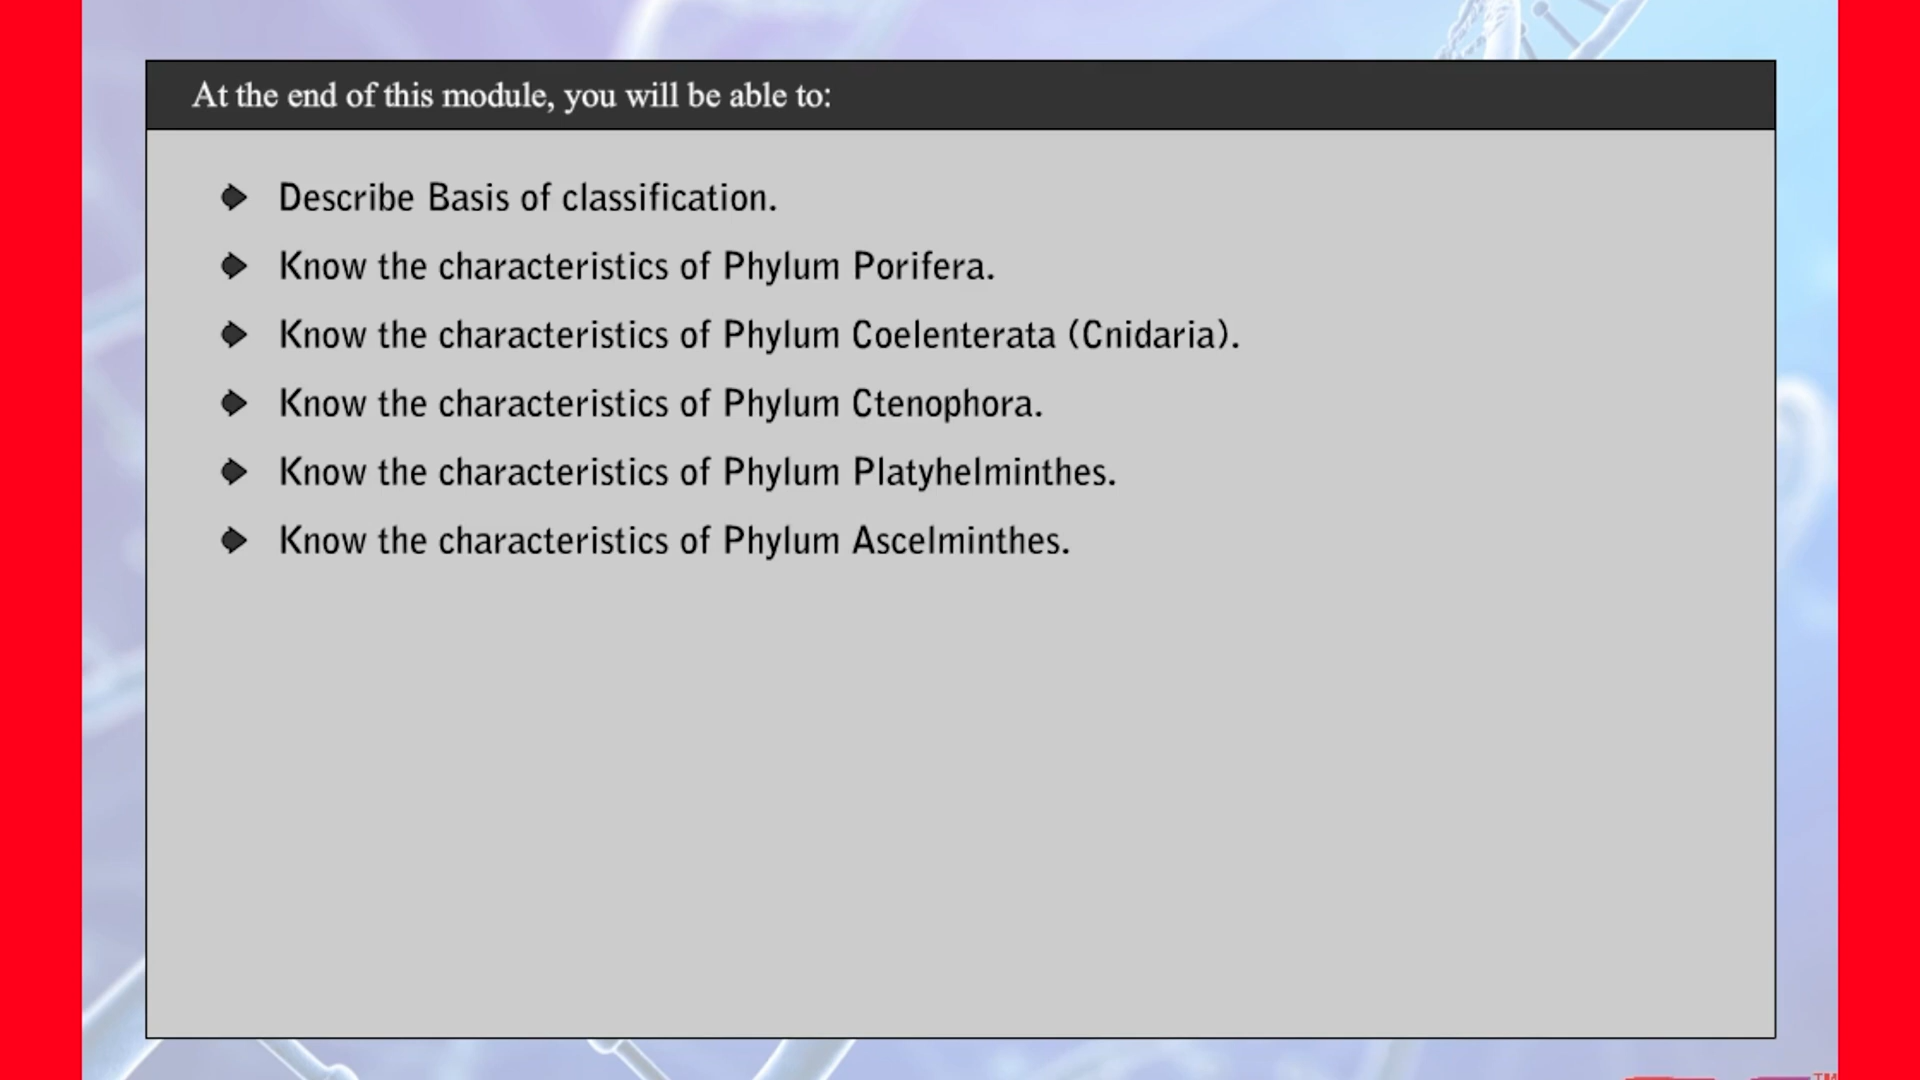 At the end of this module, you will be able to:
Describe Basis of classification.
Know the characteristics of Phylum Porifera.
Know the characteristics of Phylum Coelenterata (Cnidaria).
Know the characteristics of Phylum Ctenophora.
Know the characteristics of Phylum Platyhelminthes.
Know the characteristics of Phylum Ascelminthes.
TM